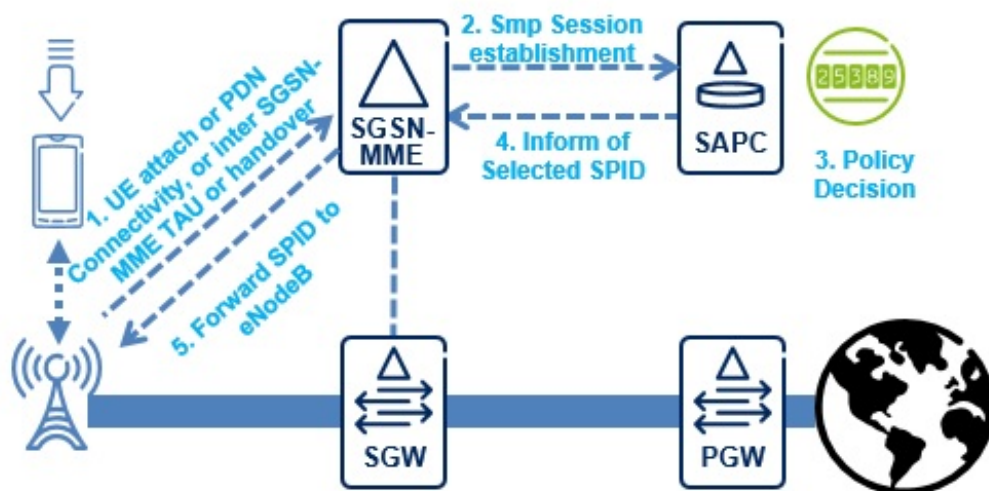 2. Smp Session
establishment
25389
SGSN-
MME
SAPC
4. Inform of
Selected SPID
3. Policy
Decision
1. UE attach or PDN
Connectivity, or inter SGSN-
MME TAU or handover
5. Forward SPID to
eNodeB
SGW
PGW